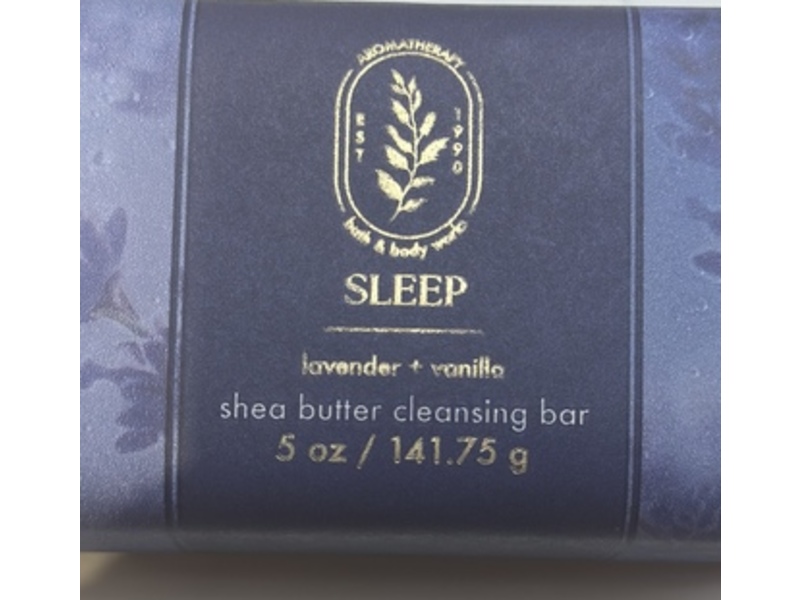 AROMATHERAPY
EST 1990
bath & body works
SLEEP
lavender + vanilla
shea butter cleansing bar
5 oz / 141.75 g